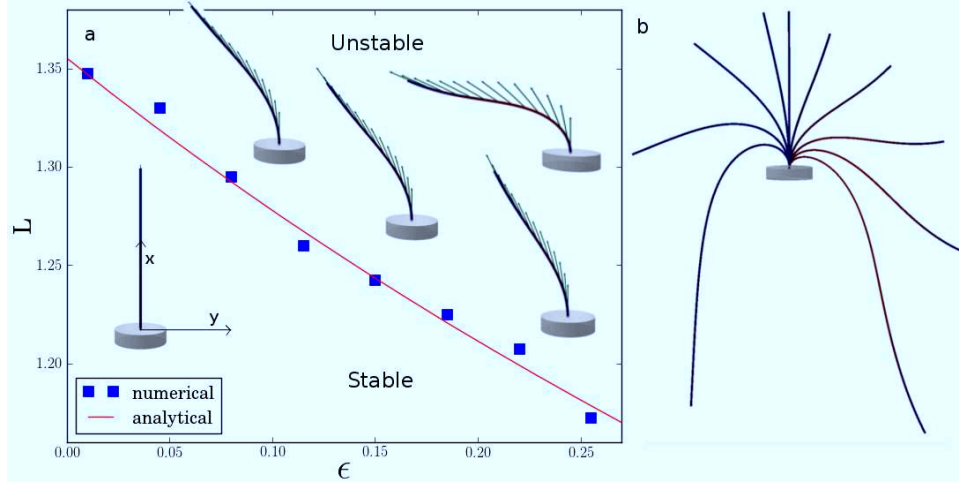 a
Unstable
b
1.35
1.30
1.25
1.20
L
x
y
Stable
numerical
analytical
0.00 0.05 0.10 0.15 0.20 0.25
ϵ